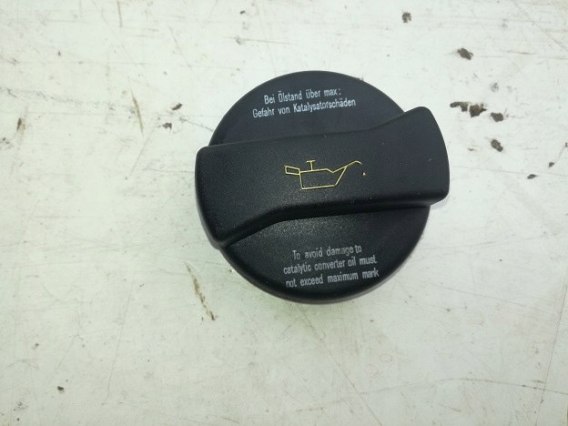 Bei Ölstand über max:
Gefahr von Katalysatorschäden
To avoid damage to
catalytic converter oil must
not exceed maximum mark